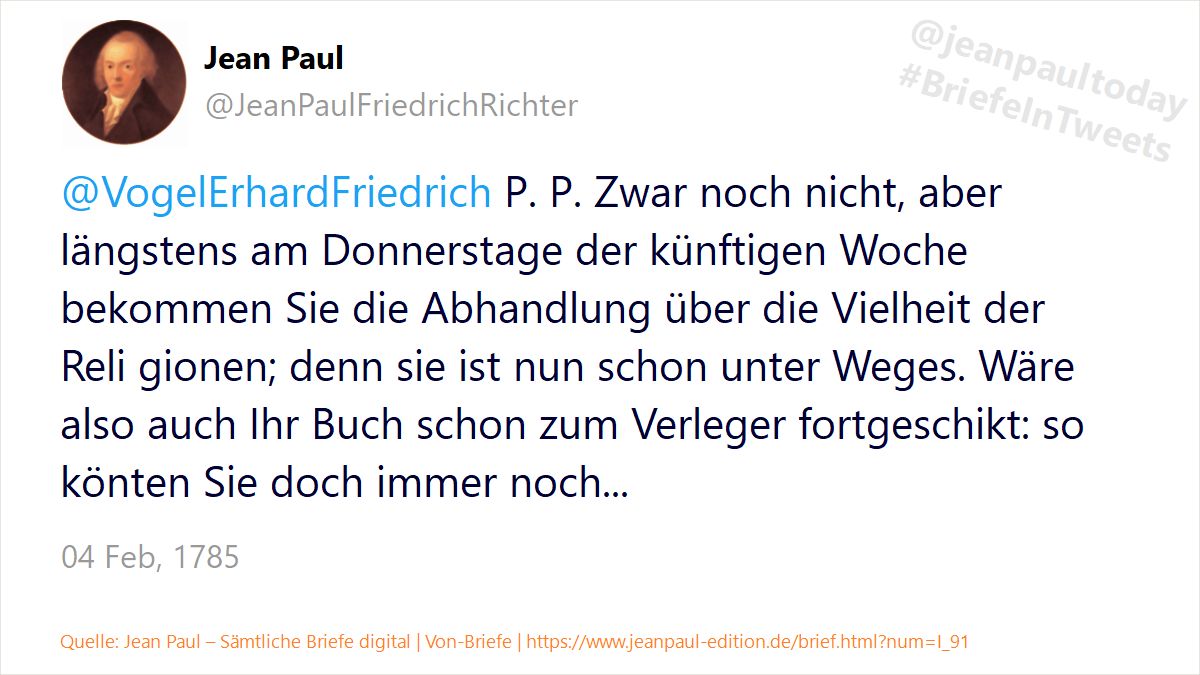 Jean Paul
@JeanPaulFriedrichRichter
@jeanpaultoday
#BriefeInTweets
@VogelErhardFriedrich P. P. Zwar noch nicht, aber
längstens am Donnerstage der künftigen Woche
bekommen Sie die Abhandlung über die Vielheit der
Reli gionen; denn sie ist nun schon unter Weges. Wäre
also auch Ihr Buch schon zum Verleger fortgeschikt: so
könten Sie doch immer noch...
04 Feb, 1785
Quelle: Jean Paul – Sämtliche Briefe digital | Von-Briefe | https://www.jeanpaul-edition.de/brief.html?num=I_91